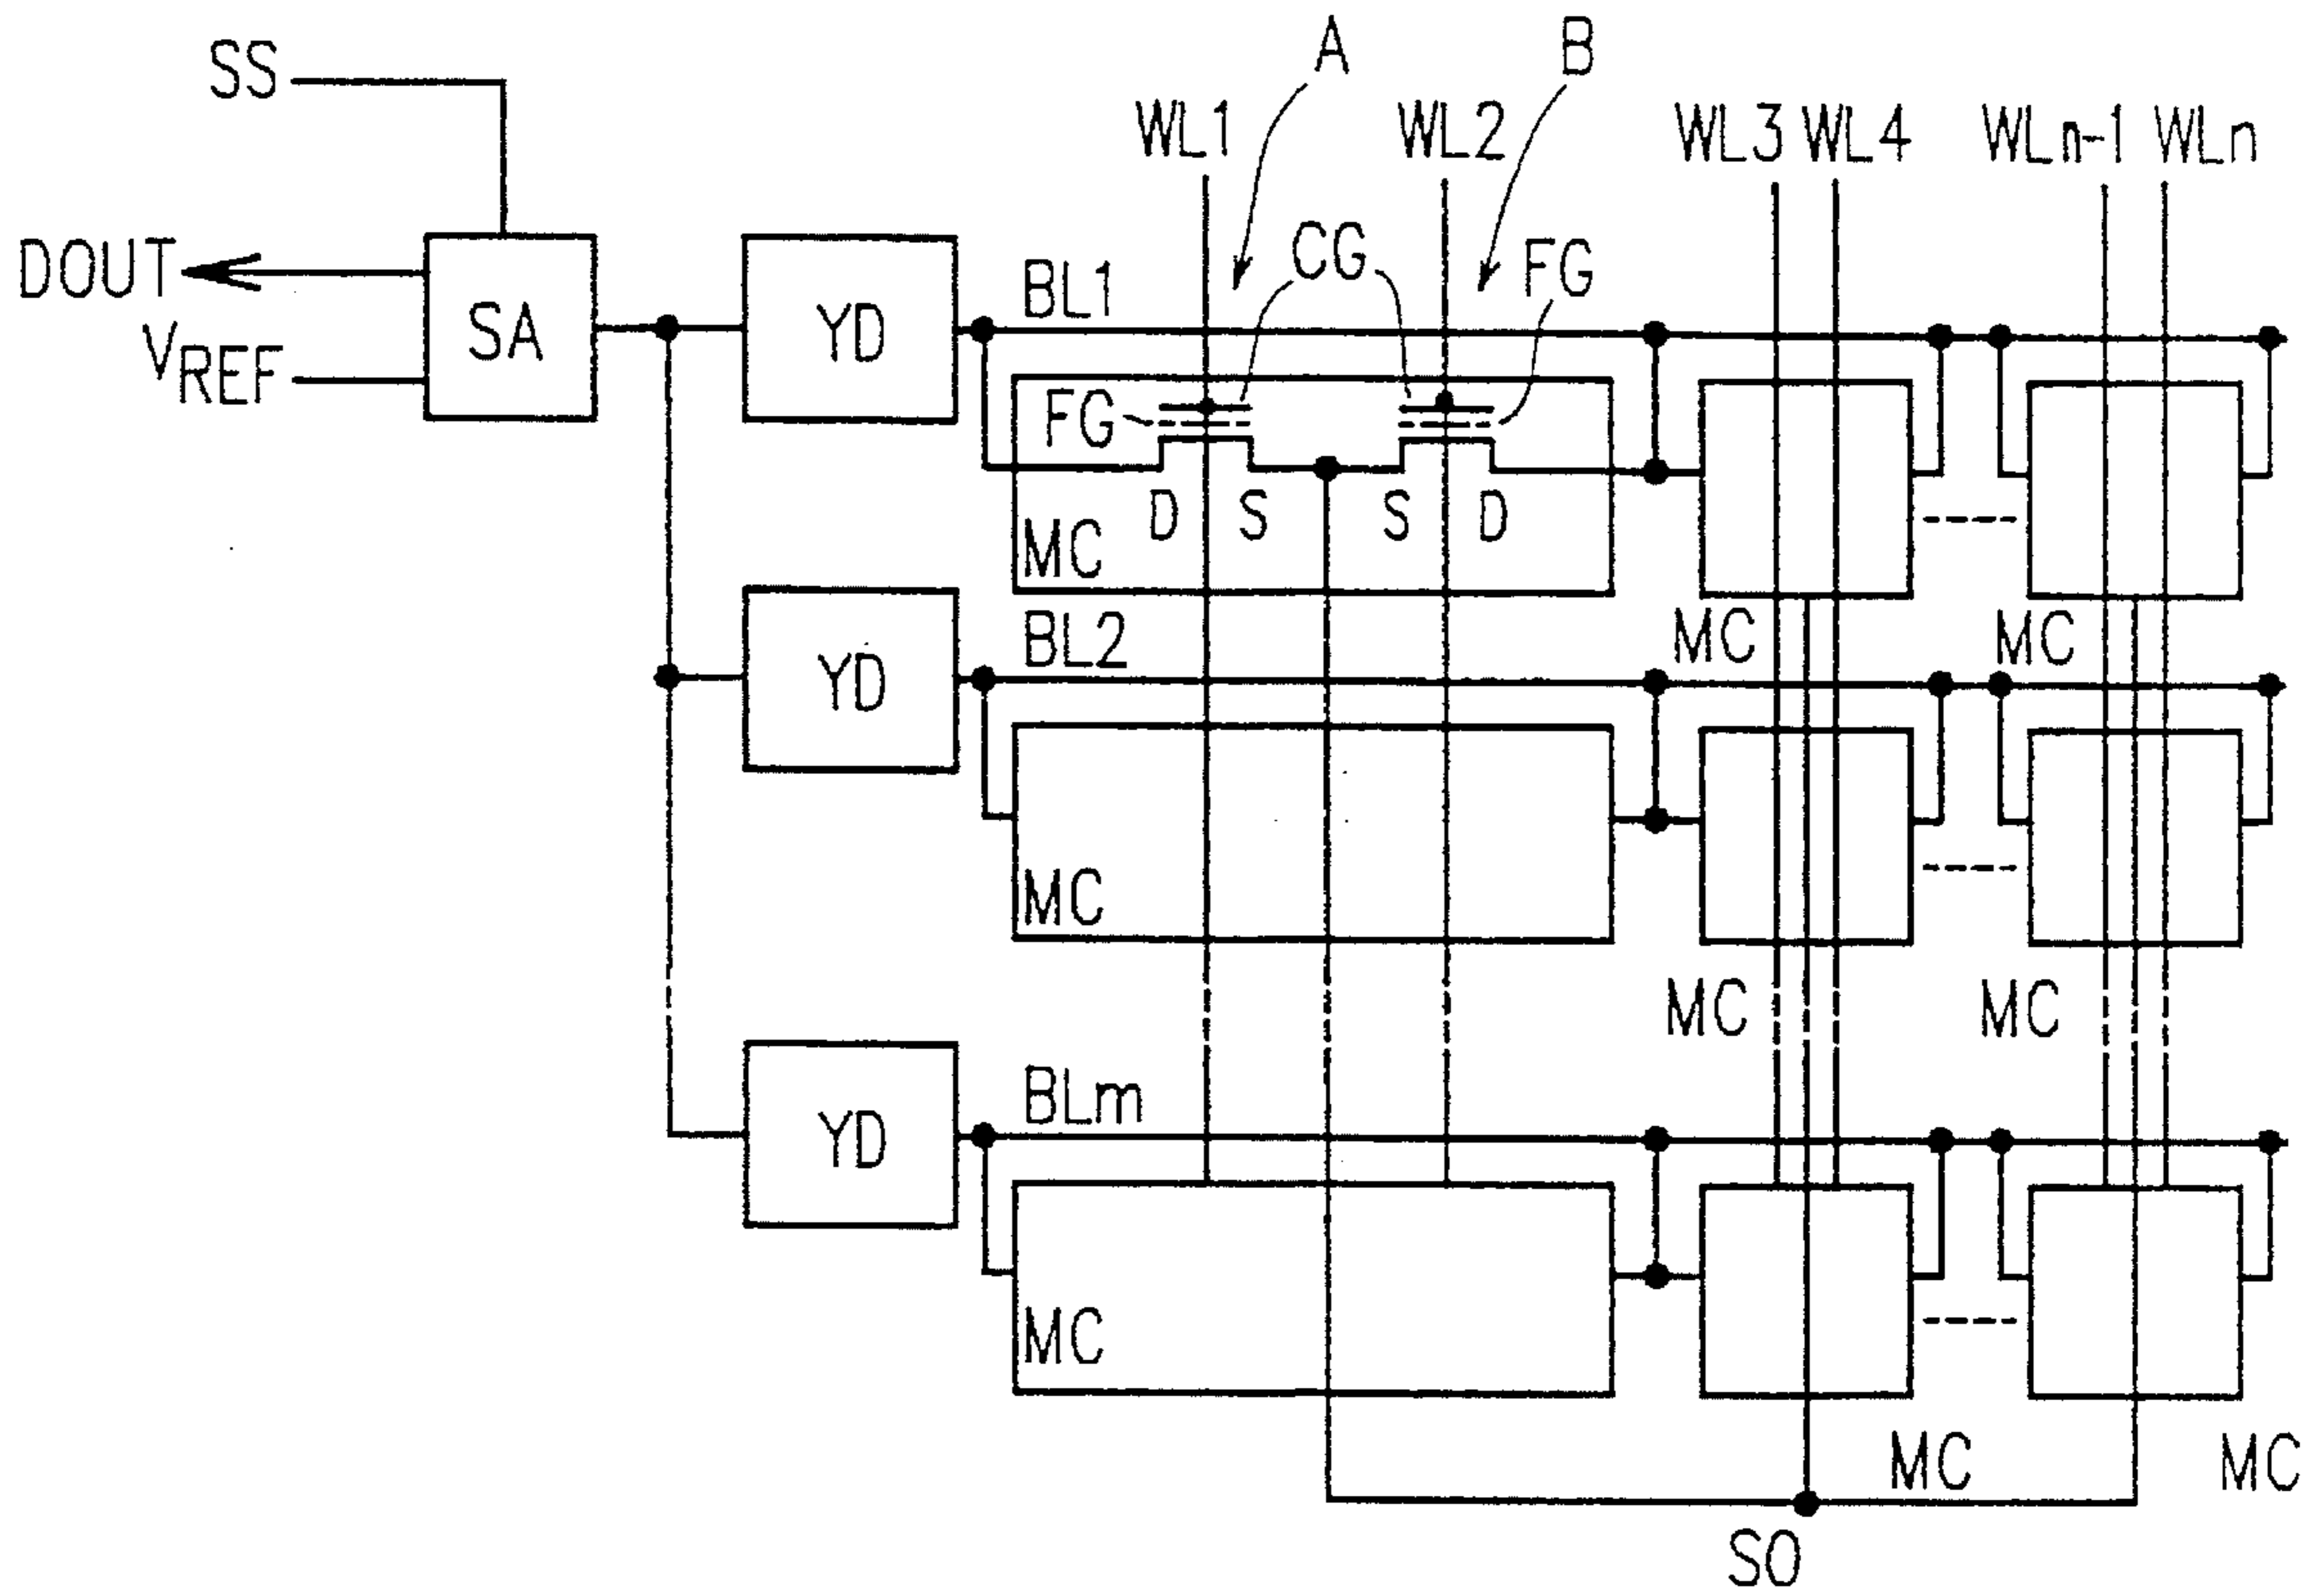 A
B
SS
WL1
WL2
WL3
WL4
WLn-1
WLn
DOUT
VREF
SA
YD
BL1
CG
FG
FG
D
S
S
D
MC
MC
MC
YD
BL2
MC
MC
MC
YD
BLm
MC
MC
MC
SO